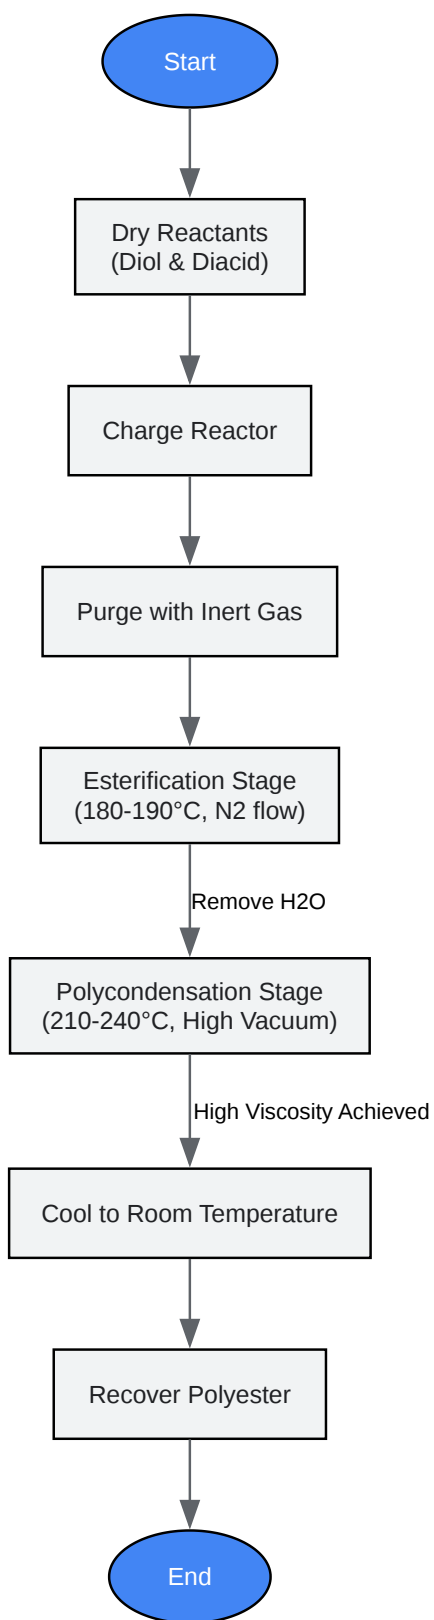 Start
Dry Reactants
(Diol & Diacid)
Charge Reactor
Purge with Inert Gas
Esterification Stage
(180-190°C, N2 flow)
Remove H2O
Polycondensation Stage
(210-240°C, High Vacuum)
High Viscosity Achieved
Cool to Room Temperature
Recover Polyester
End